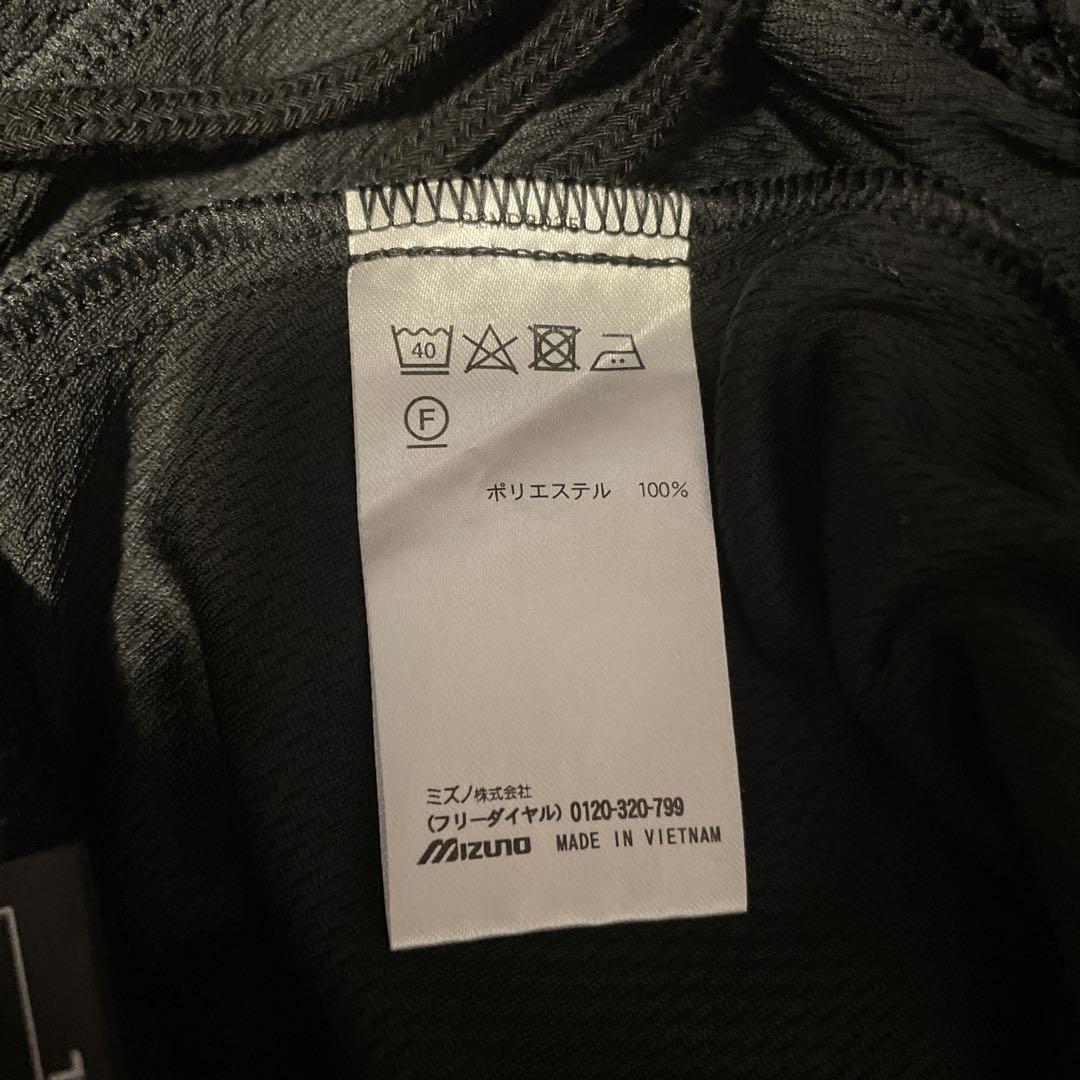 40
F
ポリエステル 100%
ミズノ株式会社
(フリーダイヤル) 0120-320-799
MIZUNO MADE IN VIETNAM